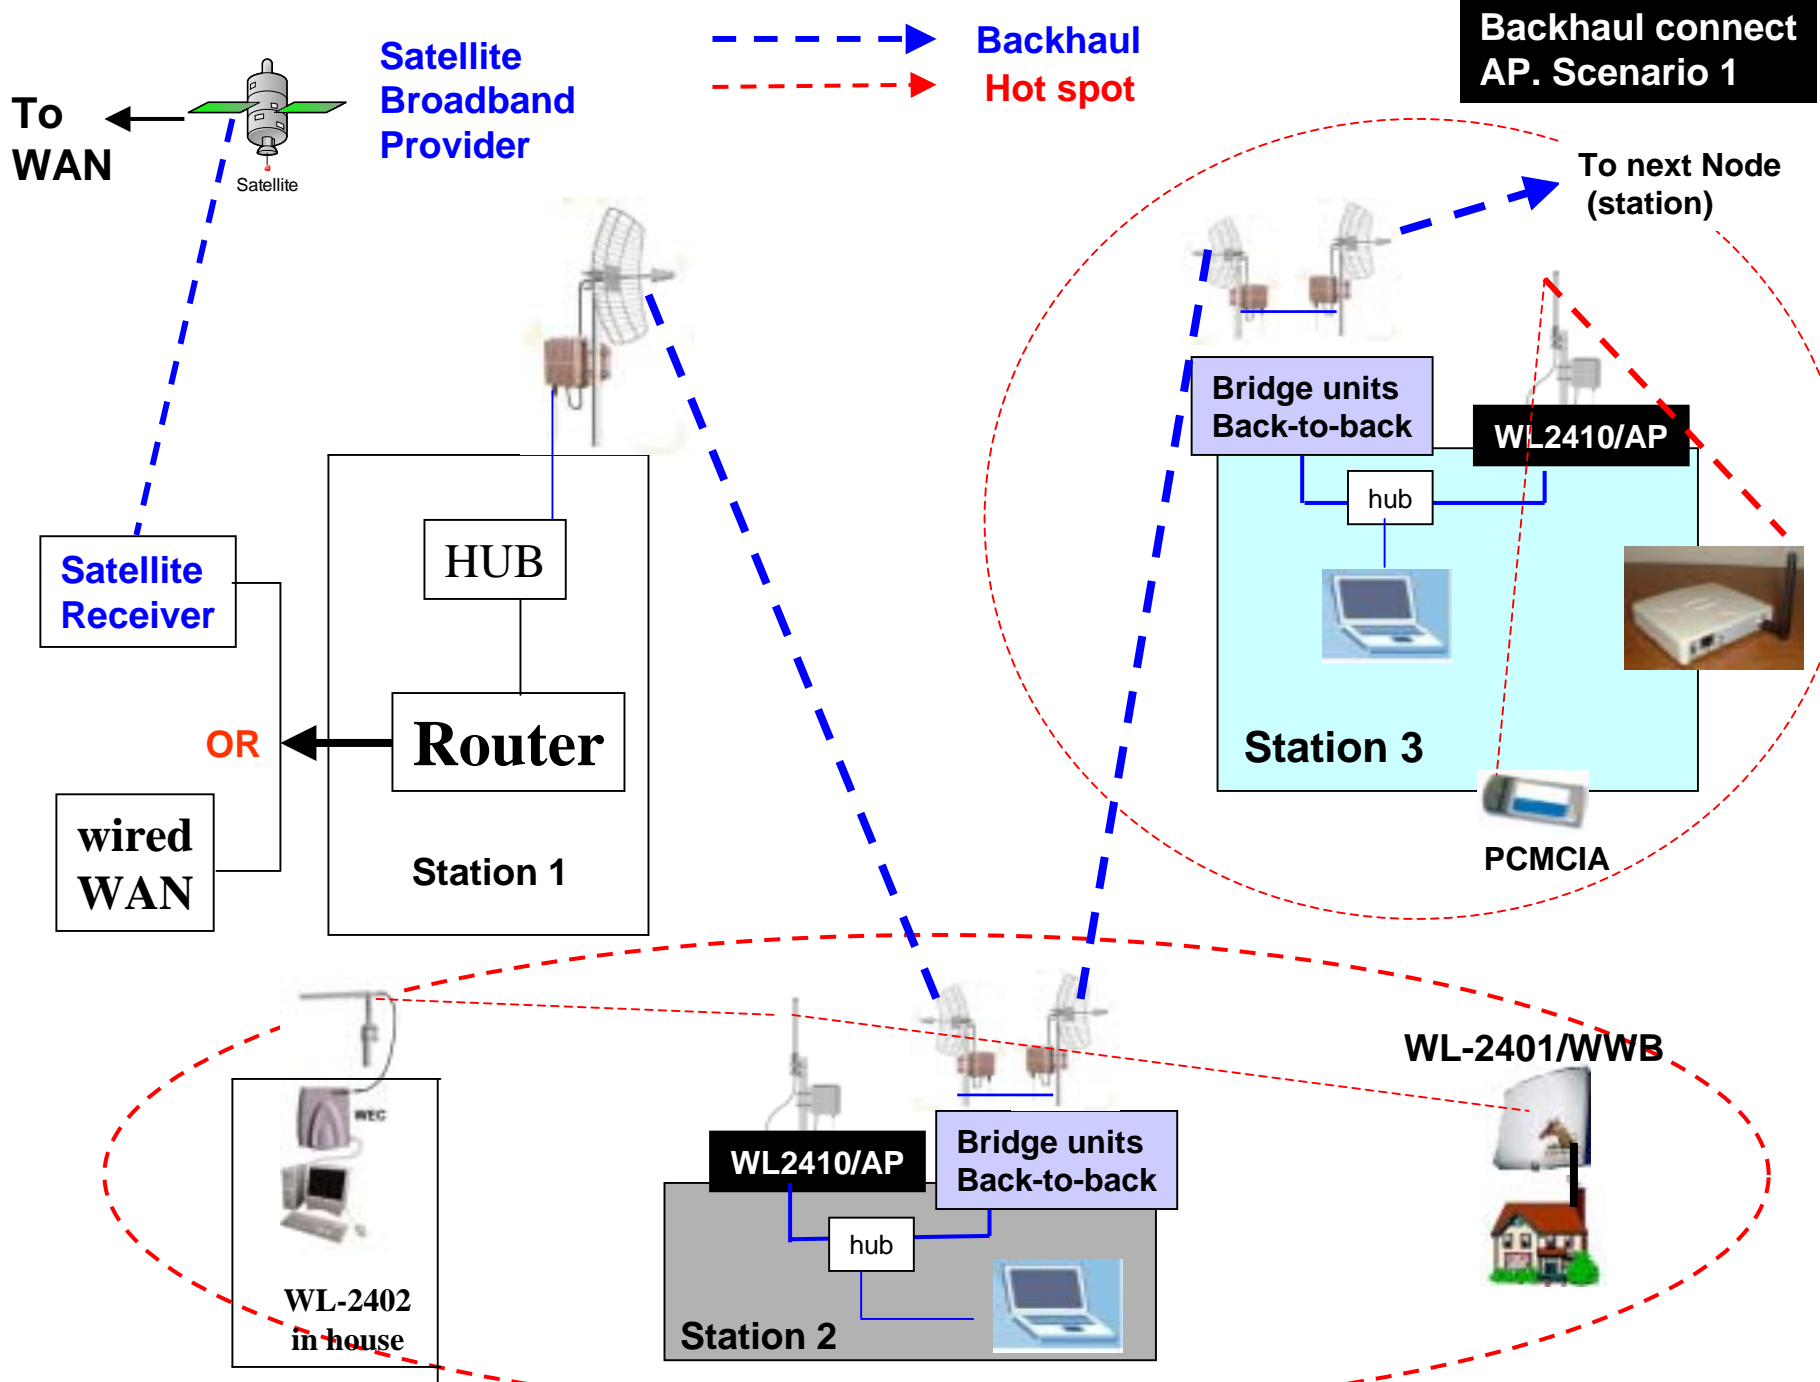 Backhaul connect
AP. Scenario 1
Satellite
Broadband
Provider
Backhaul
Hot spot
To
WAN
Satellite
To next Node
(station)
Bridge units
Back-to-back
WL2410/AP
hub
HUB
Satellite
Receiver
OR
Router
Station 3
wired
WAN
Station 1
PCMCIA
WL-2401/WWB
WEC
WL2410/AP
Bridge units
Back-to-back
hub
WL-2402
in house
Station 2